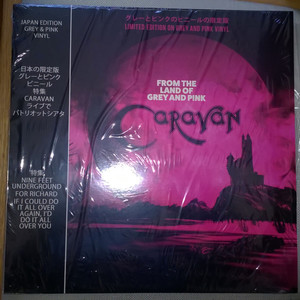 JAPAN EDITION
GREY & PINK
VINYL
日本の限定版
グレーとピンク
ビニール
特集
CARAVAN
ライブで
パトリオットシアタ
"特集"
NINE FEET
UNDERGROUND
FOR RICHARD
IF I COULD DO
IT ALL OVER
AGAIN, I'D
DO IT ALL
OVER YOU
グレーとピンクのビニールの限定版
LIMITED EDITION ON GREY AND PINK VINYL
FROM THE
LAND OF
GREY AND PINK
Caravan